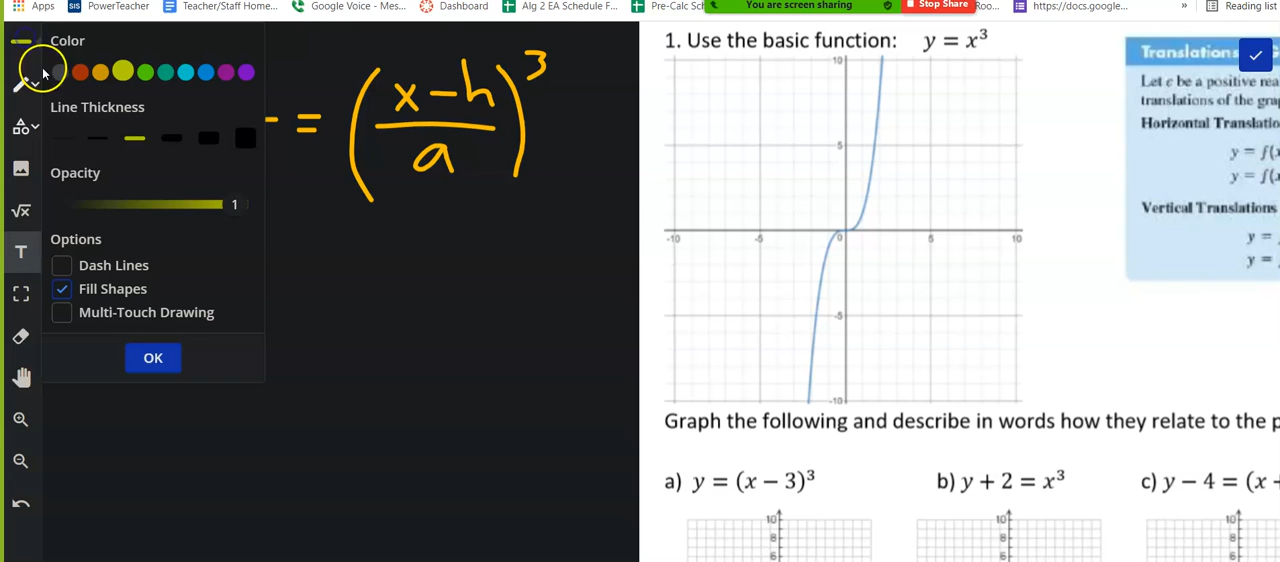 Apps
SIS PowerTeacher
Teacher/Staff Home...
Google Voice - Mes...
Dashboard
Alg 2 EA Schedule F...
Pre-Calc Sc
You are screen sharing
Stop Share
Roo...
https://docs.google...
»
Reading list
Color
Line Thickness
Opacity
1
Options
Dash Lines
Fill Shapes
Multi-Touch Drawing
OK
T
√x
- = ((x - h)/a)^3
1. Use the basic function: y = x³
10
5
-10 -5 0 5 10
-5
-10
Translations
Let c be a positive rea
translations of the gra
Horizontal Translatio
y = f(x
y = f(x
Vertical Translations
y =
y =
Graph the following and describe in words how they relate to the p
a) y = (x − 3)³ b) y + 2 = x³ c) y − 4 = (x +
10 10 10
8 8 8
6 6 6